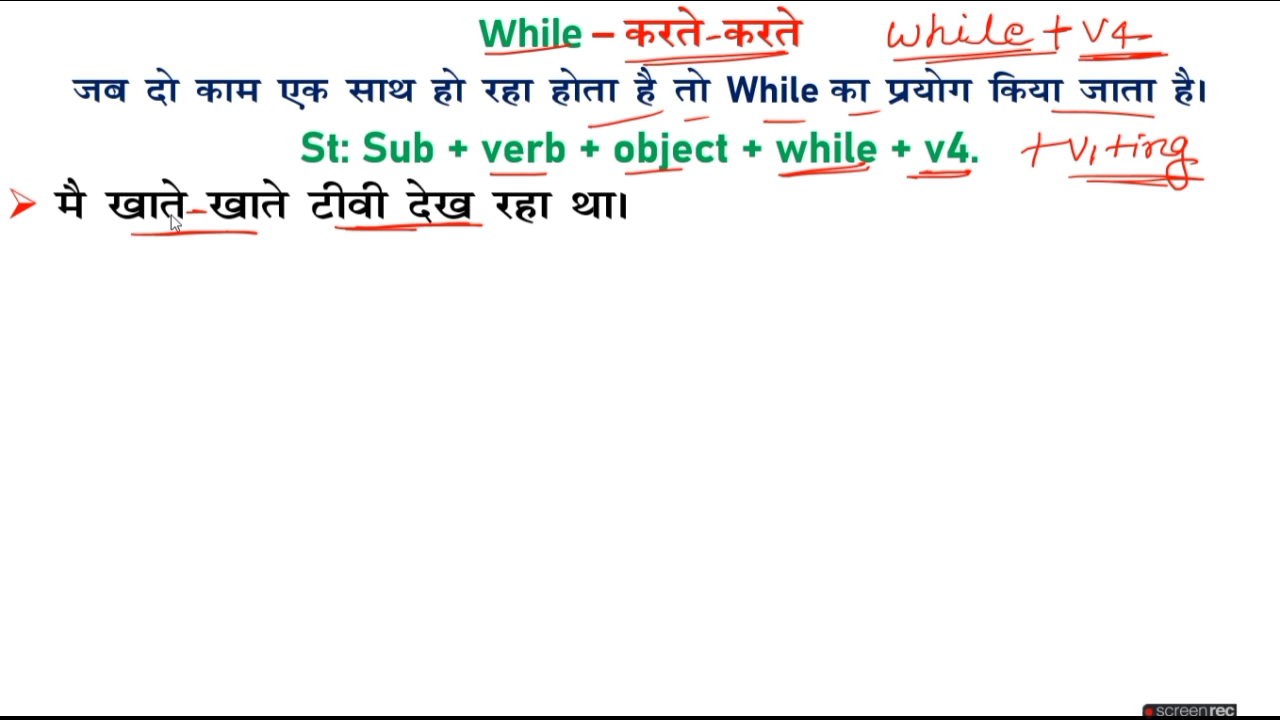 While – करते-करते while + v4
जब दो काम एक साथ हो रहा होता है तो While का प्रयोग किया जाता है।
St: Sub + verb + object + while + v4. + v1+ing
➤ मै खाते-खाते टीवी देख रहा था।
screenrec